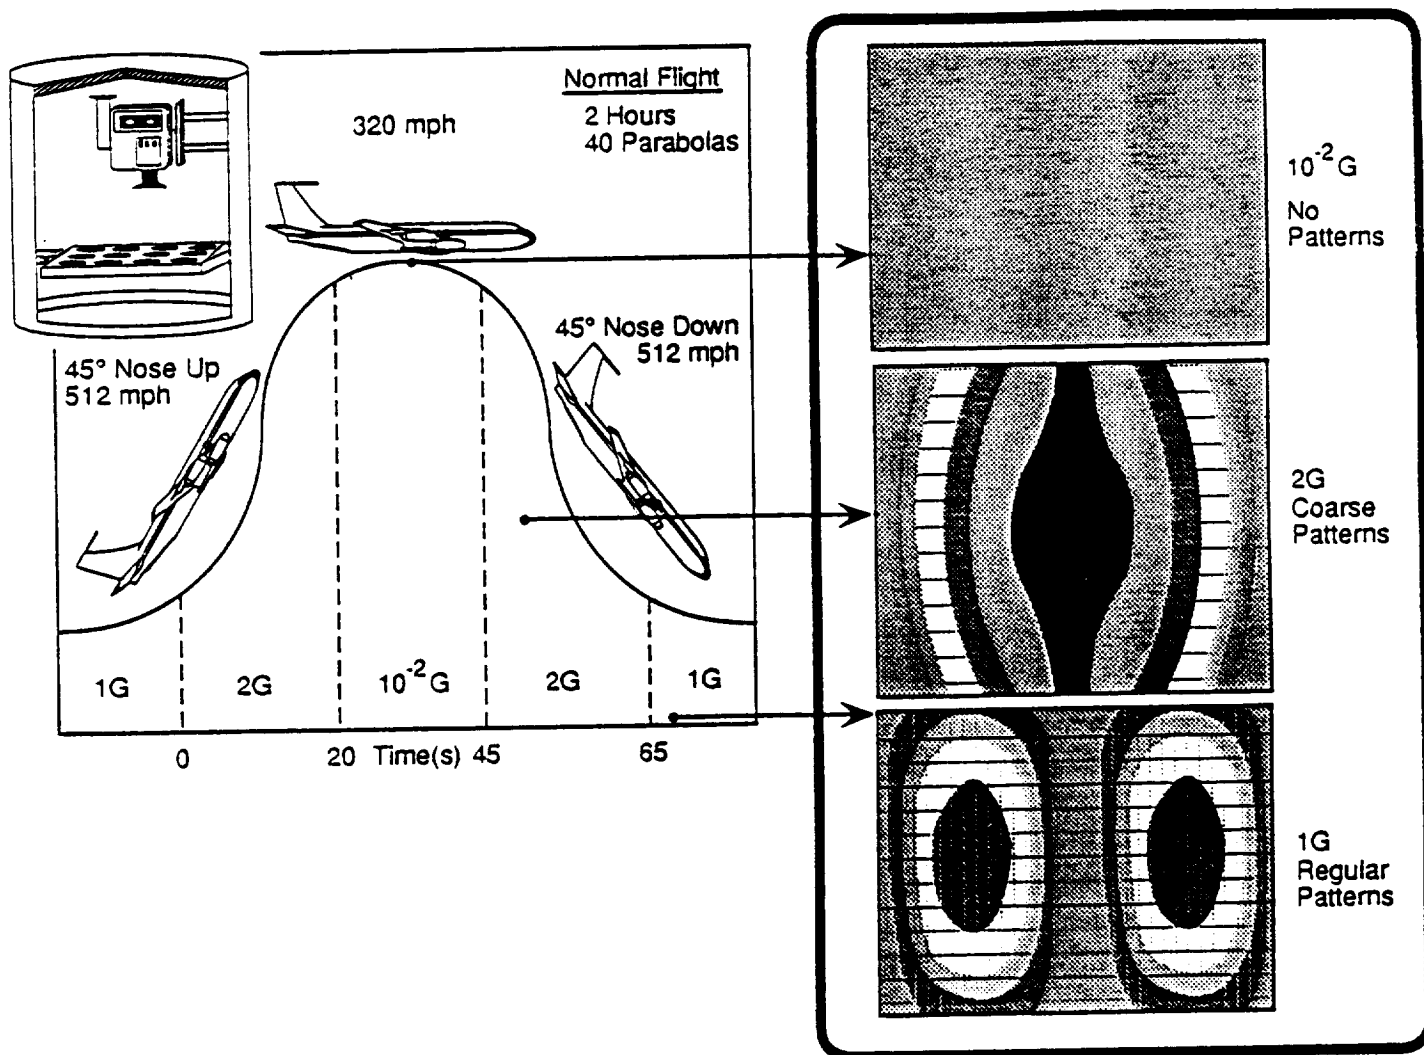 Normal Flight
320 mph
2 Hours
40 Parabolas
45° Nose Up
512 mph
45° Nose Down
512 mph
1G
2G
10⁻² G
2G
1G
0
20
Time(s)
45
65
10⁻² G
No
Patterns
2G
Coarse
Patterns
1G
Regular
Patterns